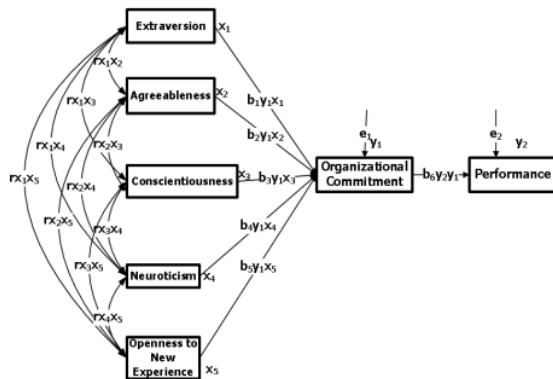 Extraversion
x₁
rx₁x₂
Agreeableness
x₂
rx₁x₃
b₁y₁x₁
b₂y₁x₂
rx₂x₃
rx₁x₄
e₁
y₁
e₂
y₂
Conscientiousness
x₃
b₃y₁x₃
Organizational
Commitment
b₆y₂y₁
Performance
rx₁x₅
rx₂x₄
rx₂x₅
rx₃x₄
b₄y₁x₄
rx₃x₅
Neuroticism
x₄
b₅y₁x₅
rx₄x₅
Openness to
New
Experience
x₅